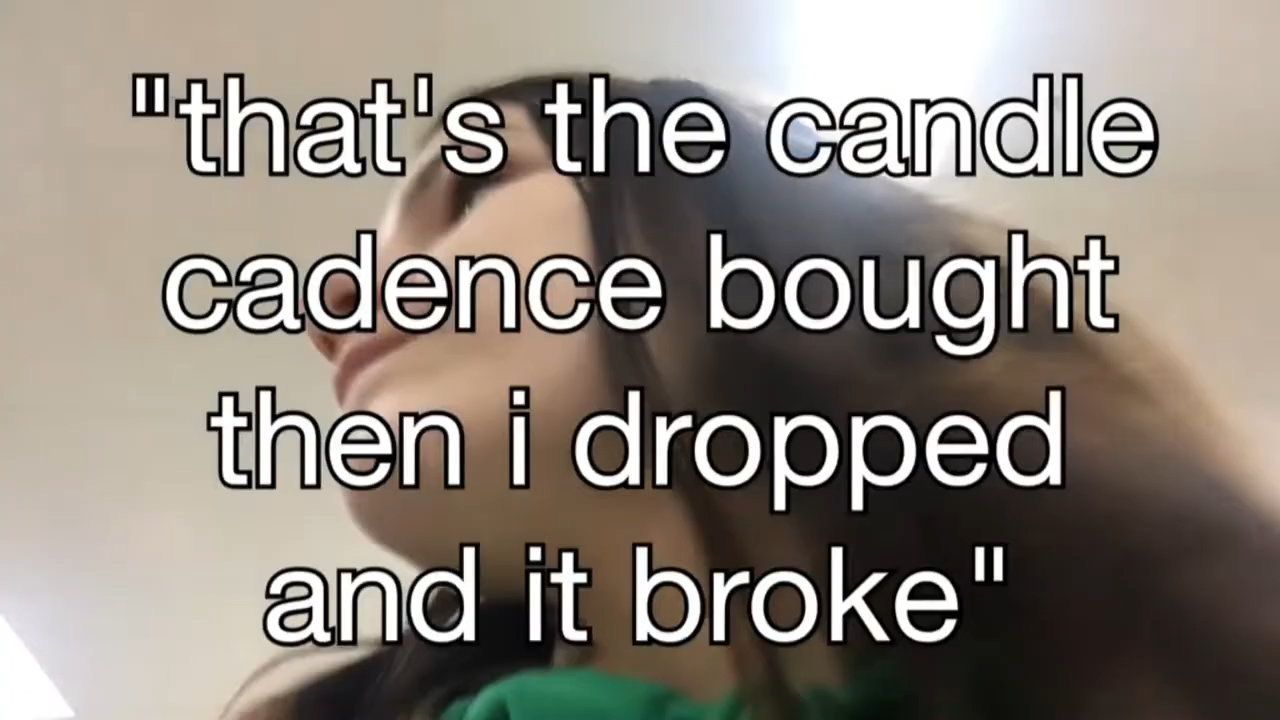 "that's the candle
cadence bought
then i dropped
and it broke"